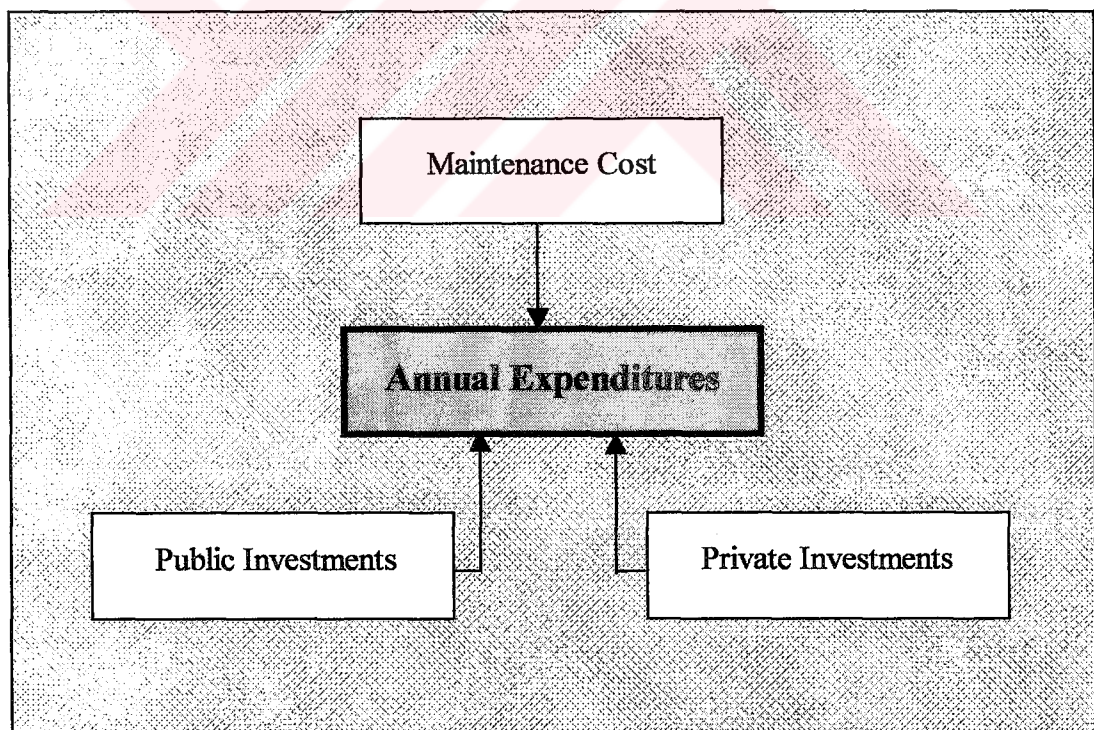 Maintenance Cost
Annual Expenditures
Public Investments
Private Investments